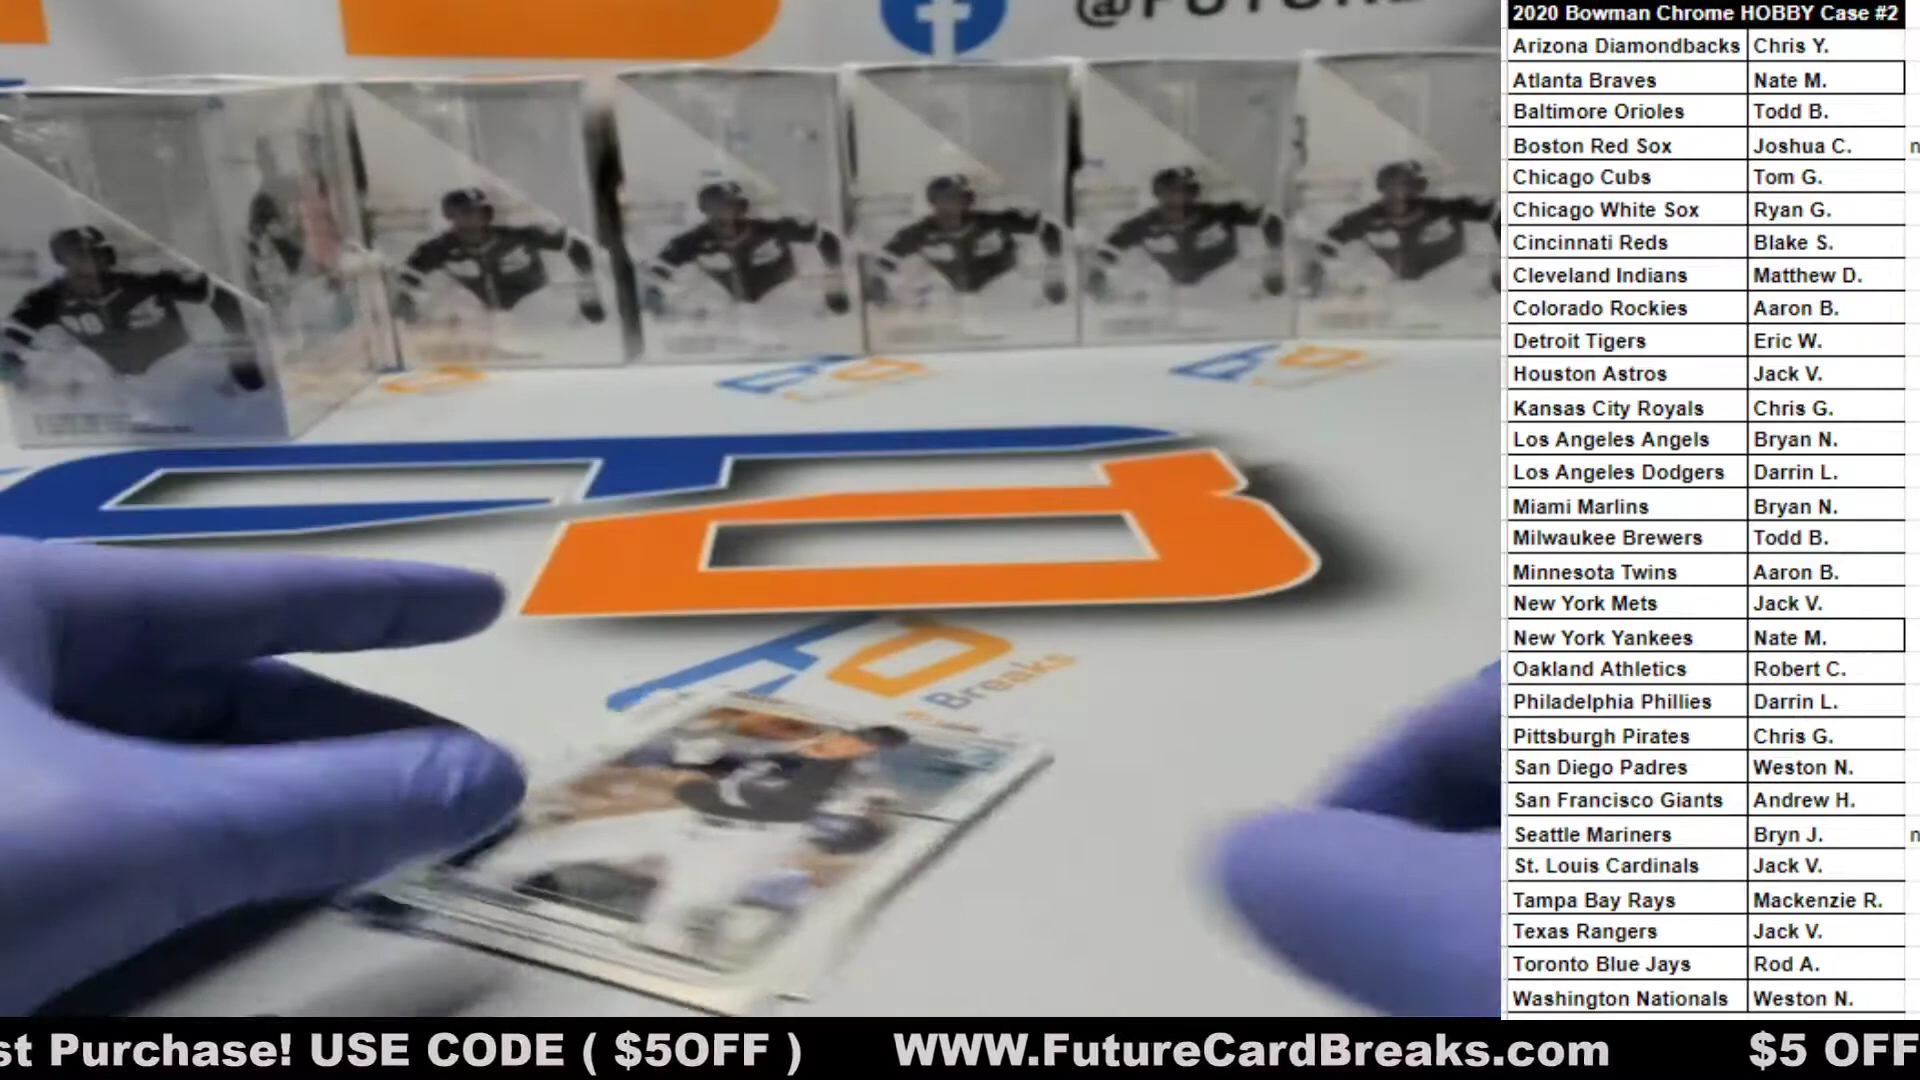 @FUTURE
2020 Bowman Chrome HOBBY Case #2
Arizona Diamondbacks Chris Y.
Atlanta Braves Nate M.
Baltimore Orioles Todd B.
Boston Red Sox Joshua C. n
Chicago Cubs Tom G.
Chicago White Sox Ryan G.
Cincinnati Reds Blake S.
Cleveland Indians Matthew D.
Colorado Rockies Aaron B.
Detroit Tigers Eric W.
Houston Astros Jack V.
Kansas City Royals Chris G.
Los Angeles Angels Bryan N.
Los Angeles Dodgers Darrin L.
Miami Marlins Bryan N.
Milwaukee Brewers Todd B.
Minnesota Twins Aaron B.
New York Mets Jack V.
New York Yankees Nate M.
Oakland Athletics Robert C.
Philadelphia Phillies Darrin L.
Pittsburgh Pirates Chris G.
San Diego Padres Weston N.
San Francisco Giants Andrew H.
Seattle Mariners Bryn J. n
St. Louis Cardinals Jack V.
Tampa Bay Rays Mackenzie R.
Texas Rangers Jack V.
Toronto Blue Jays Rod A.
Washington Nationals Weston N.
Breaks
st Purchase! USE CODE ( $5OFF ) WWW.FutureCardBreaks.com $5 OFF